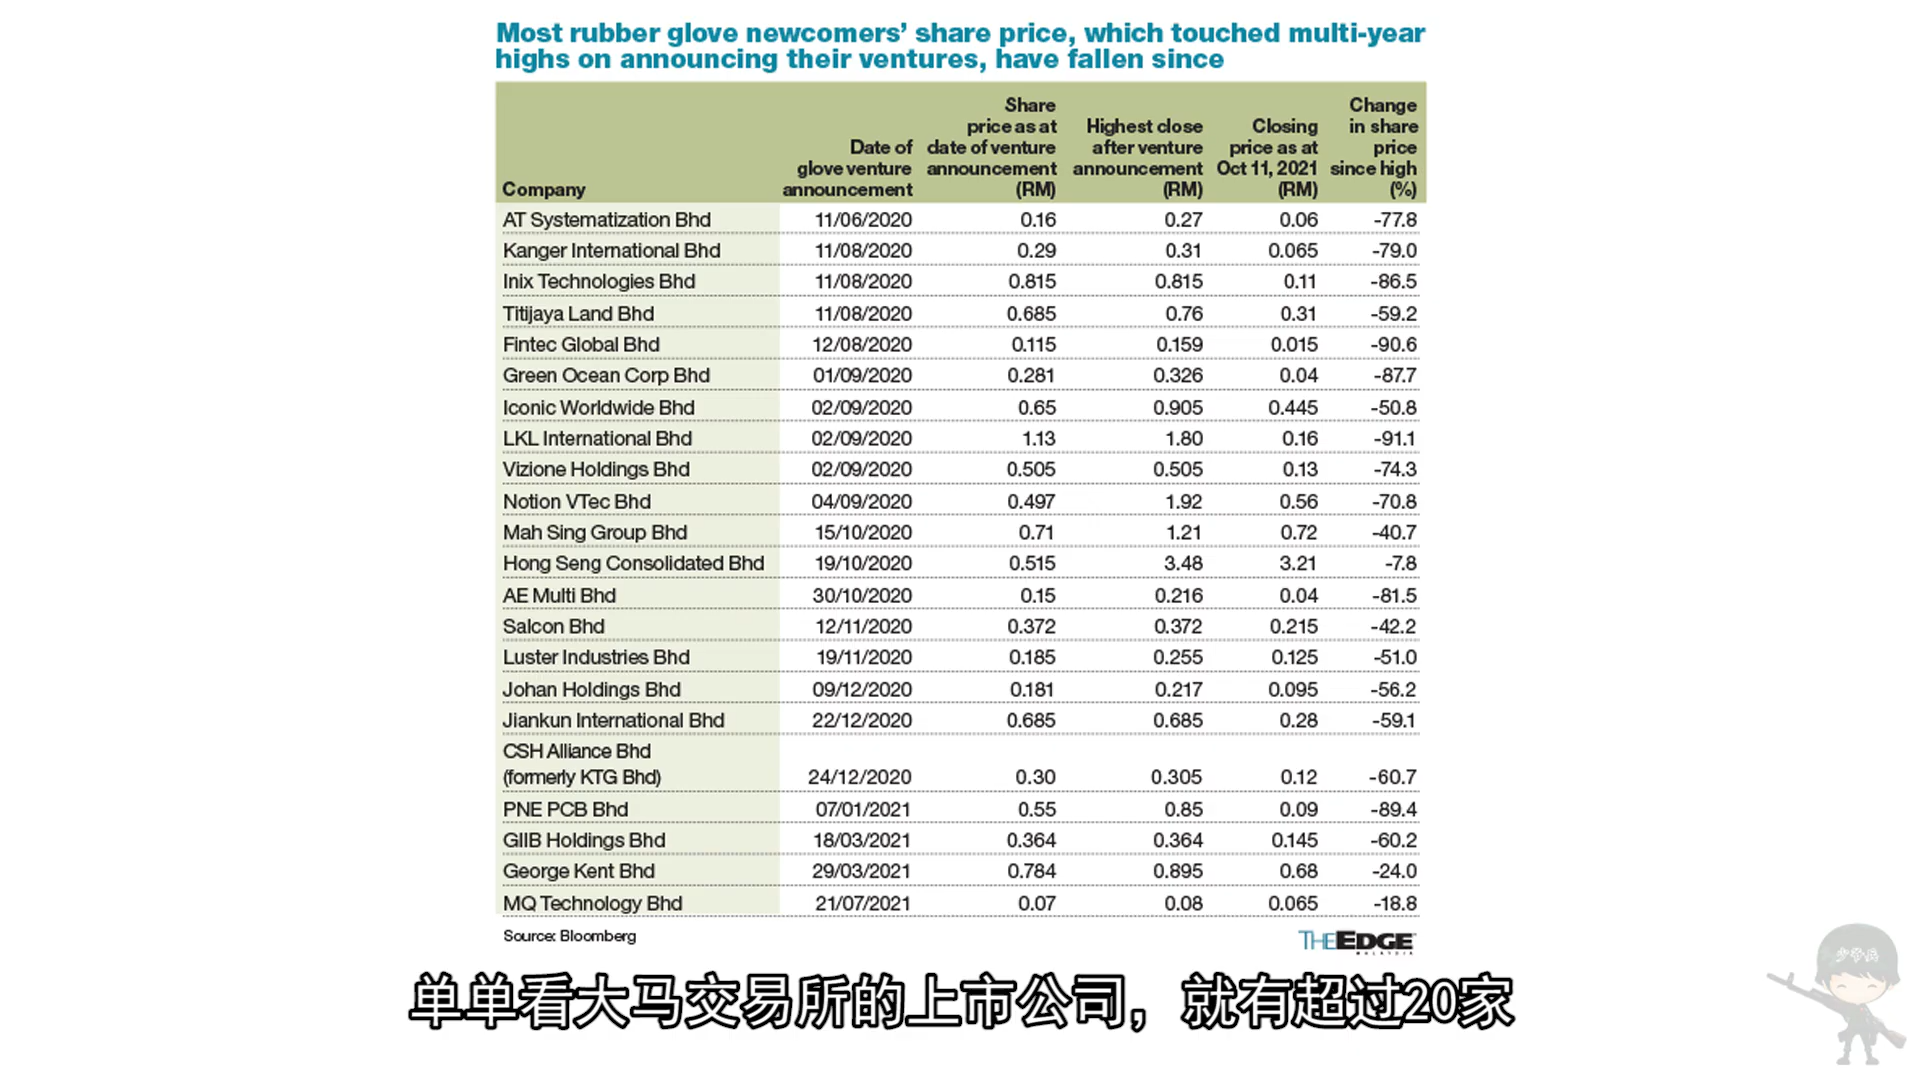 Most rubber glove newcomers’ share price, which touched multi-year
highs on announcing their ventures, have fallen since
Company Date of glove venture announcement Share price as at date of venture announcement (RM) Highest close after venture announcement (RM) Closing price as at Oct 11, 2021 (RM) Change in share price since high (%)
AT Systematization Bhd 11/06/2020 0.16 0.27 0.06 -77.8
Kanger International Bhd 11/08/2020 0.29 0.31 0.065 -79.0
Inix Technologies Bhd 11/08/2020 0.815 0.815 0.11 -86.5
Titijaya Land Bhd 11/08/2020 0.685 0.76 0.31 -59.2
Fintec Global Bhd 12/08/2020 0.115 0.159 0.015 -90.6
Green Ocean Corp Bhd 01/09/2020 0.281 0.326 0.04 -87.7
Iconic Worldwide Bhd 02/09/2020 0.65 0.905 0.445 -50.8
LKL International Bhd 02/09/2020 1.13 1.80 0.16 -91.1
Vizione Holdings Bhd 02/09/2020 0.505 0.505 0.13 -74.3
Notion VTec Bhd 04/09/2020 0.497 1.92 0.56 -70.8
Mah Sing Group Bhd 15/10/2020 0.71 1.21 0.72 -40.7
Hong Seng Consolidated Bhd 19/10/2020 0.515 3.48 3.21 -7.8
AE Multi Bhd 30/10/2020 0.15 0.216 0.04 -81.5
Salcon Bhd 12/11/2020 0.372 0.372 0.215 -42.2
Luster Industries Bhd 19/11/2020 0.185 0.255 0.125 -51.0
Johan Holdings Bhd 09/12/2020 0.181 0.217 0.095 -56.2
Jiankun International Bhd 22/12/2020 0.685 0.685 0.28 -59.1
CSH Alliance Bhd
(formerly KTG Bhd) 24/12/2020 0.30 0.305 0.12 -60.7
PNE PCB Bhd 07/01/2021 0.55 0.85 0.09 -89.4
GIIB Holdings Bhd 18/03/2021 0.364 0.364 0.145 -60.2
George Kent Bhd 29/03/2021 0.784 0.895 0.68 -24.0
MQ Technology Bhd 21/07/2021 0.07 0.08 0.065 -18.8
Source: Bloomberg
THE EDGE
MALAYSIA
单单看大马交易所的上市公司，就有超过20家
少爷兵